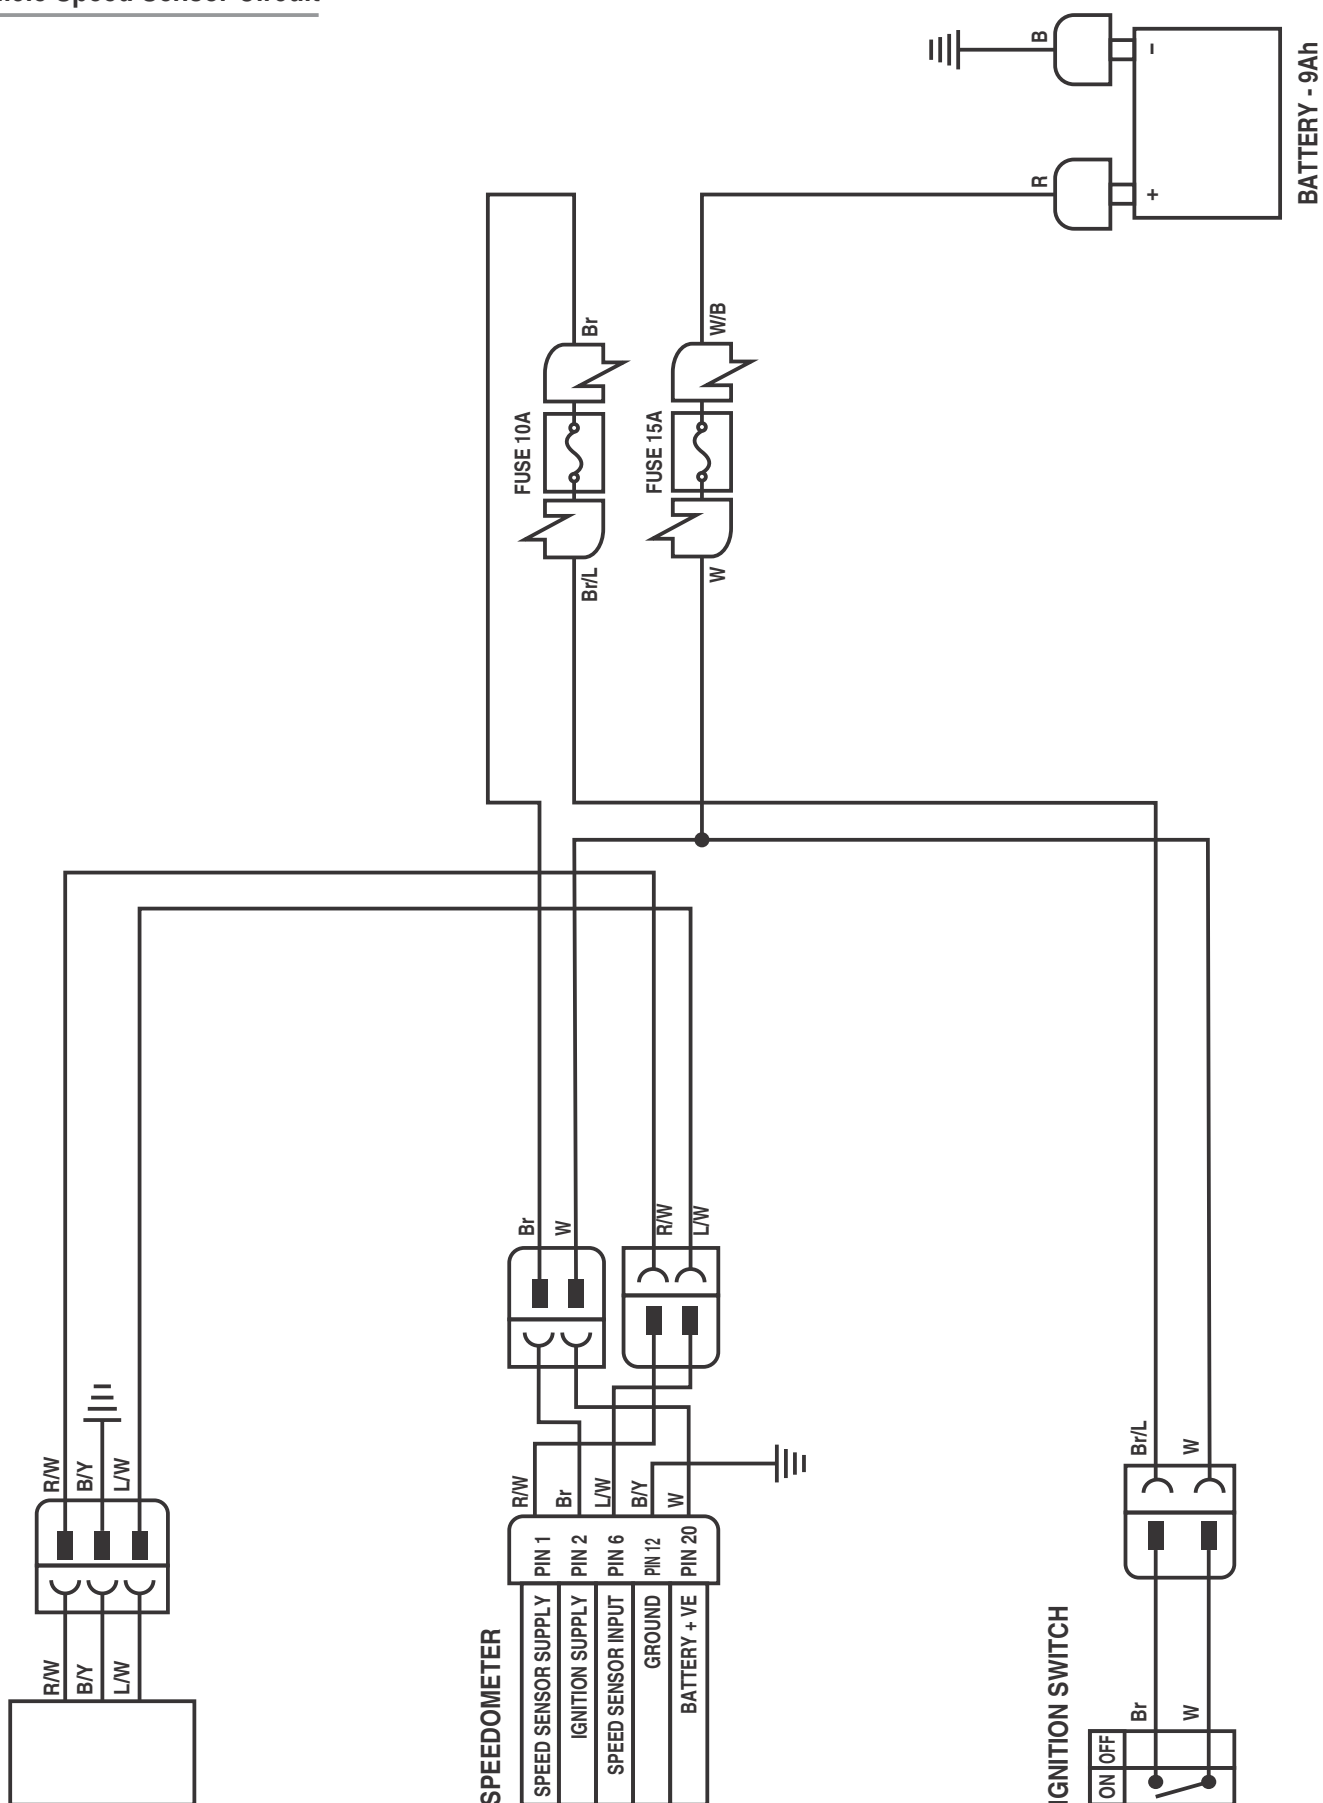 Speed Sensor Circuit
B
BATTERY - 9Ah
-
R
+
Br
W/B
FUSE 10A
FUSE 15A
Br/L
W
Br
W
R/W
L/W
R/W
B/Y
L/W
Br/L
W
R/W
Br
L/W
B/Y
W
PIN 1
PIN 2
PIN 6
PIN 12
PIN 20
SPEEDOMETER
SPEED SENSOR SUPPLY
IGNITION SUPPLY
SPEED SENSOR INPUT
GROUND
BATTERY + VE
R/W
B/Y
L/W
IGNITION SWITCH
Br
W
OFF
ON